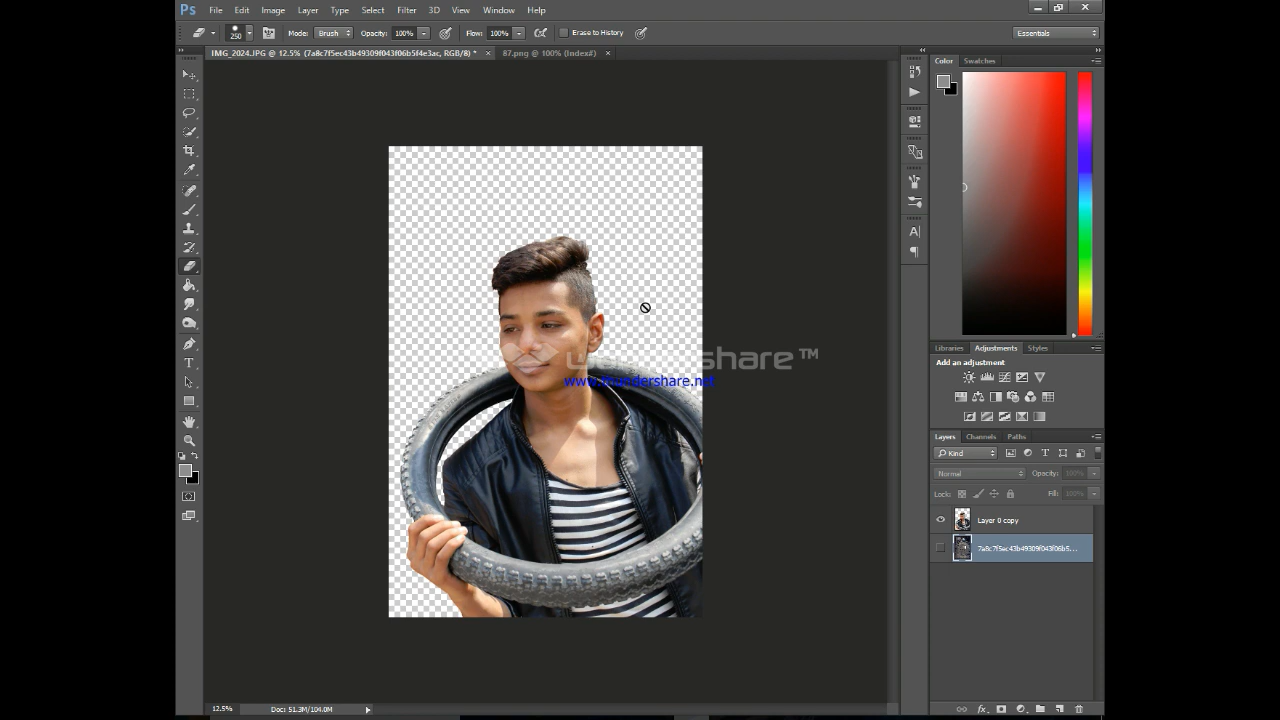 Ps File Edit Image Layer Type Select Filter 3D View Window Help
250 Mode: Brush Opacity: 100% Flow: 100% Erase to History Essentials
IMG_2024.JPG @ 12.5% (7a8c7f5ec43b49309f043f06b5f4e3ac, RGB/8) * × 87.png @ 100% (Index#) ×
Color Swatches
Libraries Adjustments Styles
Add an adjustment
www.thundershare.net
Layers Channels Paths
Kind
Normal Opacity: 100%
Lock: Fill: 100%
Layer 0 copy
7a8c7f5ec43b49309f043f06b5...
12.5% Doc: 51.3M/104.0M